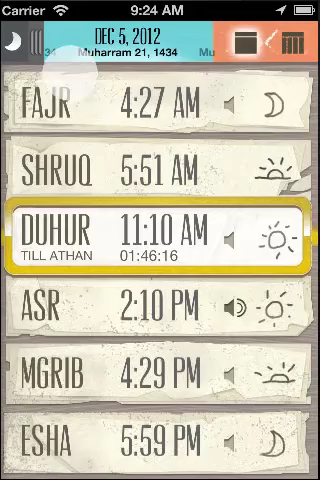 Carrier 9:24 AM
DEC 5, 2012
34 Muharram 21, 1434 Mu
FAJR 4:27 AM
SHRUQ 5:51 AM
DUHUR 11:10 AM
TILL ATHAN 01:46:16
ASR 2:10 PM
MGRIB 4:29 PM
ESHA 5:59 PM